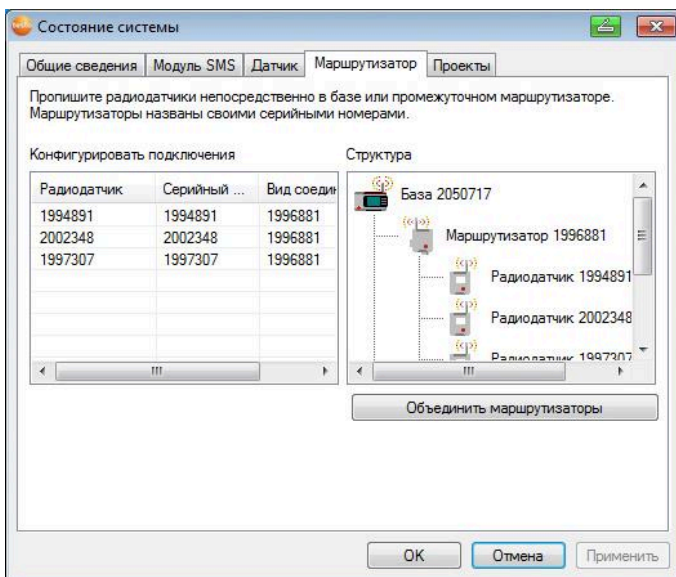 Состояние системы
Общие сведения Модуль SMS Датчик Маршрутизатор Проекты
Пропишите радиодатчики непосредственно в базе или промежуточном маршрутизаторе.
Маршрутизаторы названы своими серийными номерами.
Конфигурировать подключения
Радиодатчик Серийный ... Вид соедин
1994891 1994891 1996881
2002348 2002348 1996881
1997307 1997307 1996881
Структура
База 2050717
Маршрутизатор 1996881
Радиодатчик 1994891
Радиодатчик 2002348
Радиодатчик 1997307
Объединить маршрутизаторы
OK Отмена Применить